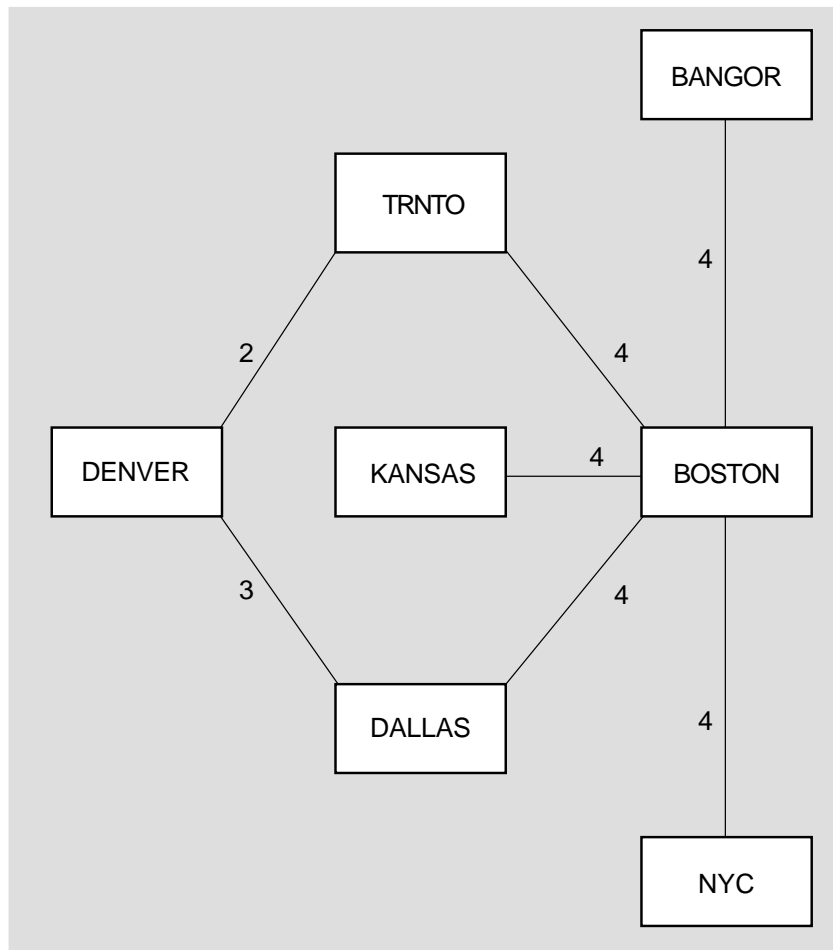 BANGOR
TRNTO
4
2
4
DENVER
KANSAS
4
BOSTON
3
4
DALLAS
4
NYC